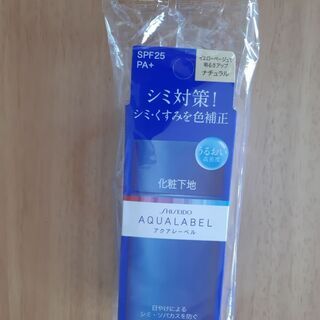 SPF25
PA+
イエローベージュで
明るさアップ
ナチュラル
シミ対策!
シミ・くすみを色補正
うるおい
高密度
化粧下地
SHISEIDO
AQUALABEL
アクアレーベル
日やけによる
シミ・ソバカスを防ぐ